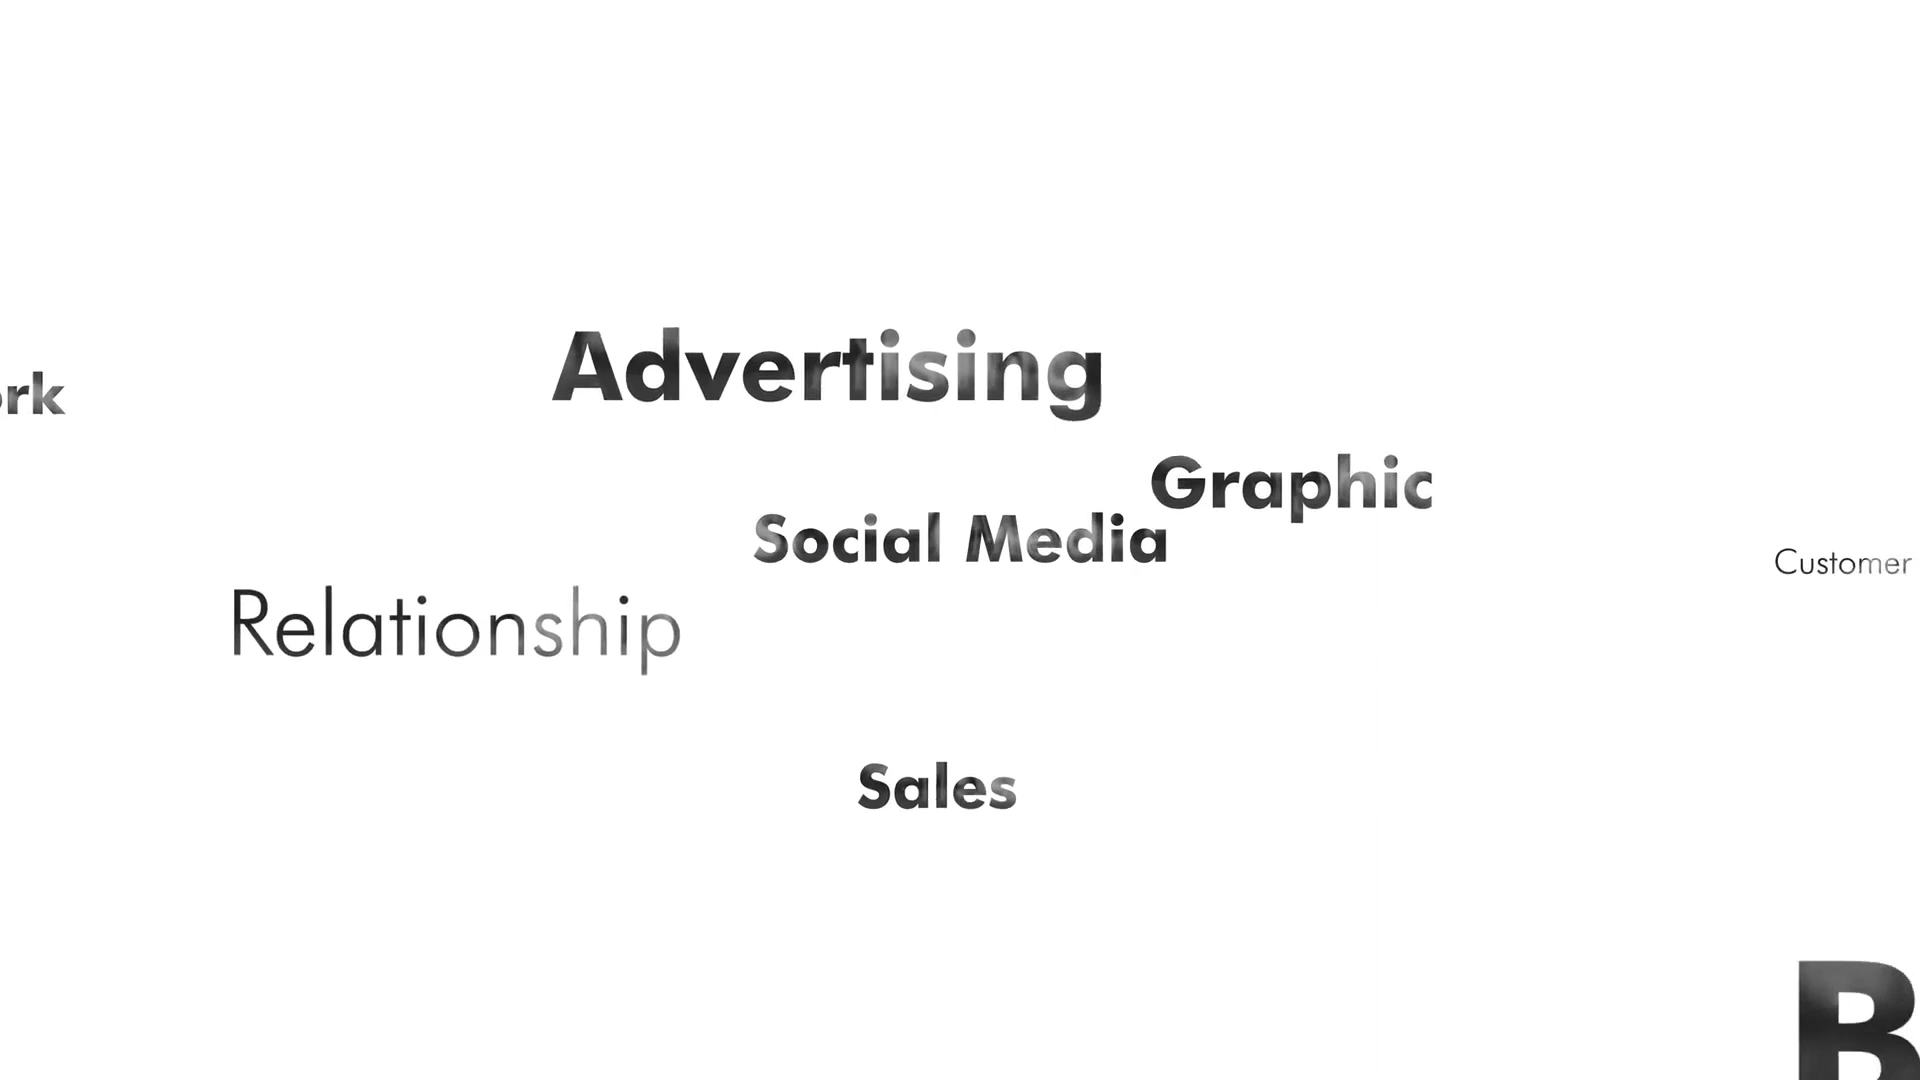 Advertising
rk
Graphic
Social Media
Customer
Relationship
Sales
B